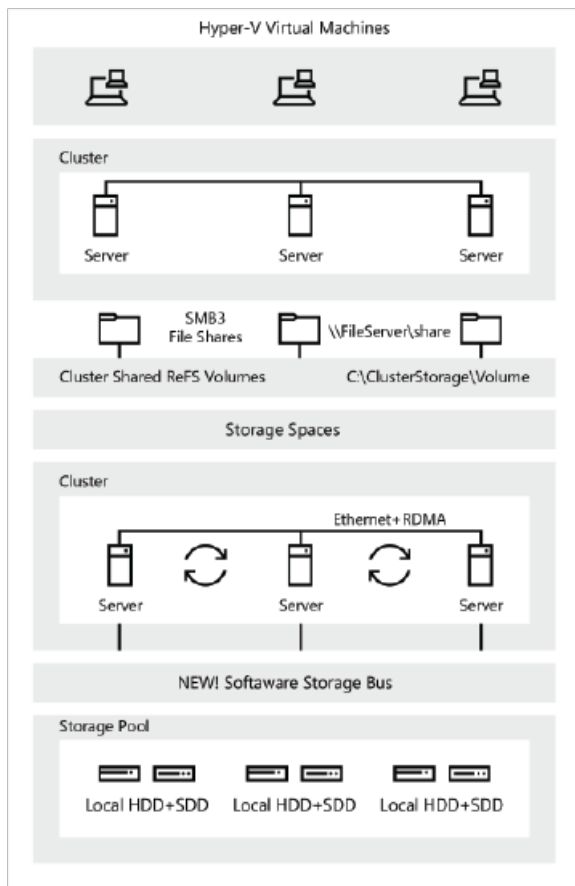 Hyper-V Virtual Machines
Cluster
Server Server Server
SMB3
File Shares
\\FileServer\share
Cluster Shared ReFS Volumes C:\ClusterStorage\Volume
Storage Spaces
Cluster
Ethernet+RDMA
Server Server Server
NEW! Softaware Storage Bus
Storage Pool
Local HDD+SDD Local HDD+SDD Local HDD+SDD